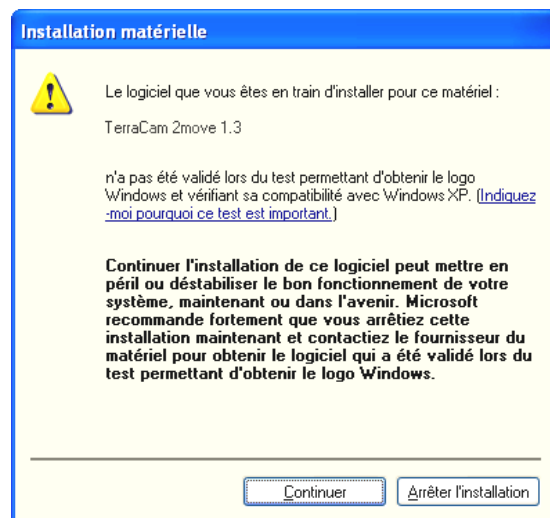 Installation matérielle
Le logiciel que vous êtes en train d'installer pour ce matériel :
TerraCam 2move 1.3
n'a pas été validé lors du test permettant d'obtenir le logo
Windows et vérifiant sa compatibilité avec Windows XP. (Indiquez
-moi pourquoi ce test est important.)
Continuer l'installation de ce logiciel peut mettre en
péril ou déstabiliser le bon fonctionnement de votre
système, maintenant ou dans l'avenir. Microsoft
recommande fortement que vous arrêtiez cette
installation maintenant et contactiez le fournisseur du
matériel pour obtenir le logiciel qui a été validé lors du
test permettant d'obtenir le logo Windows.
Continuer
Arrêter l'installation